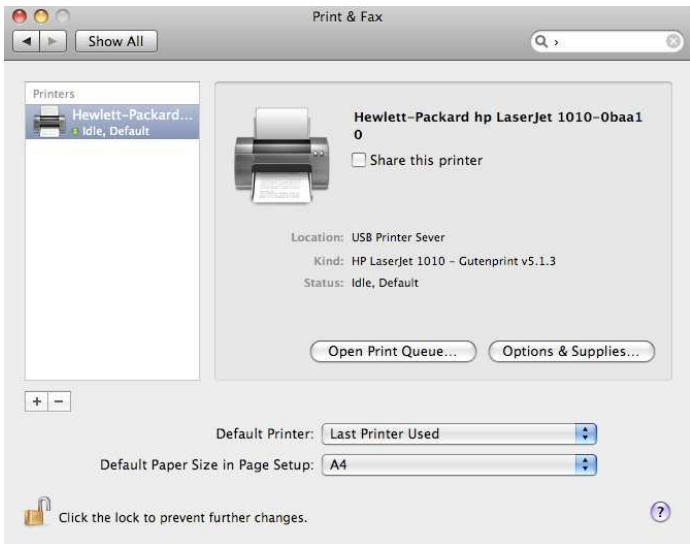 Print & Fax
Show All
›
Printers
Hewlett-Packard...
Idle, Default
Hewlett-Packard hp LaserJet 1010-0baa1
0
Share this printer
Location: USB Printer Sever
Kind: HP LaserJet 1010 - Gutenprint v5.1.3
Status: Idle, Default
Open Print Queue...
Options & Supplies...
+ -
Default Printer: Last Printer Used
Default Paper Size in Page Setup: A4
Click the lock to prevent further changes.
?